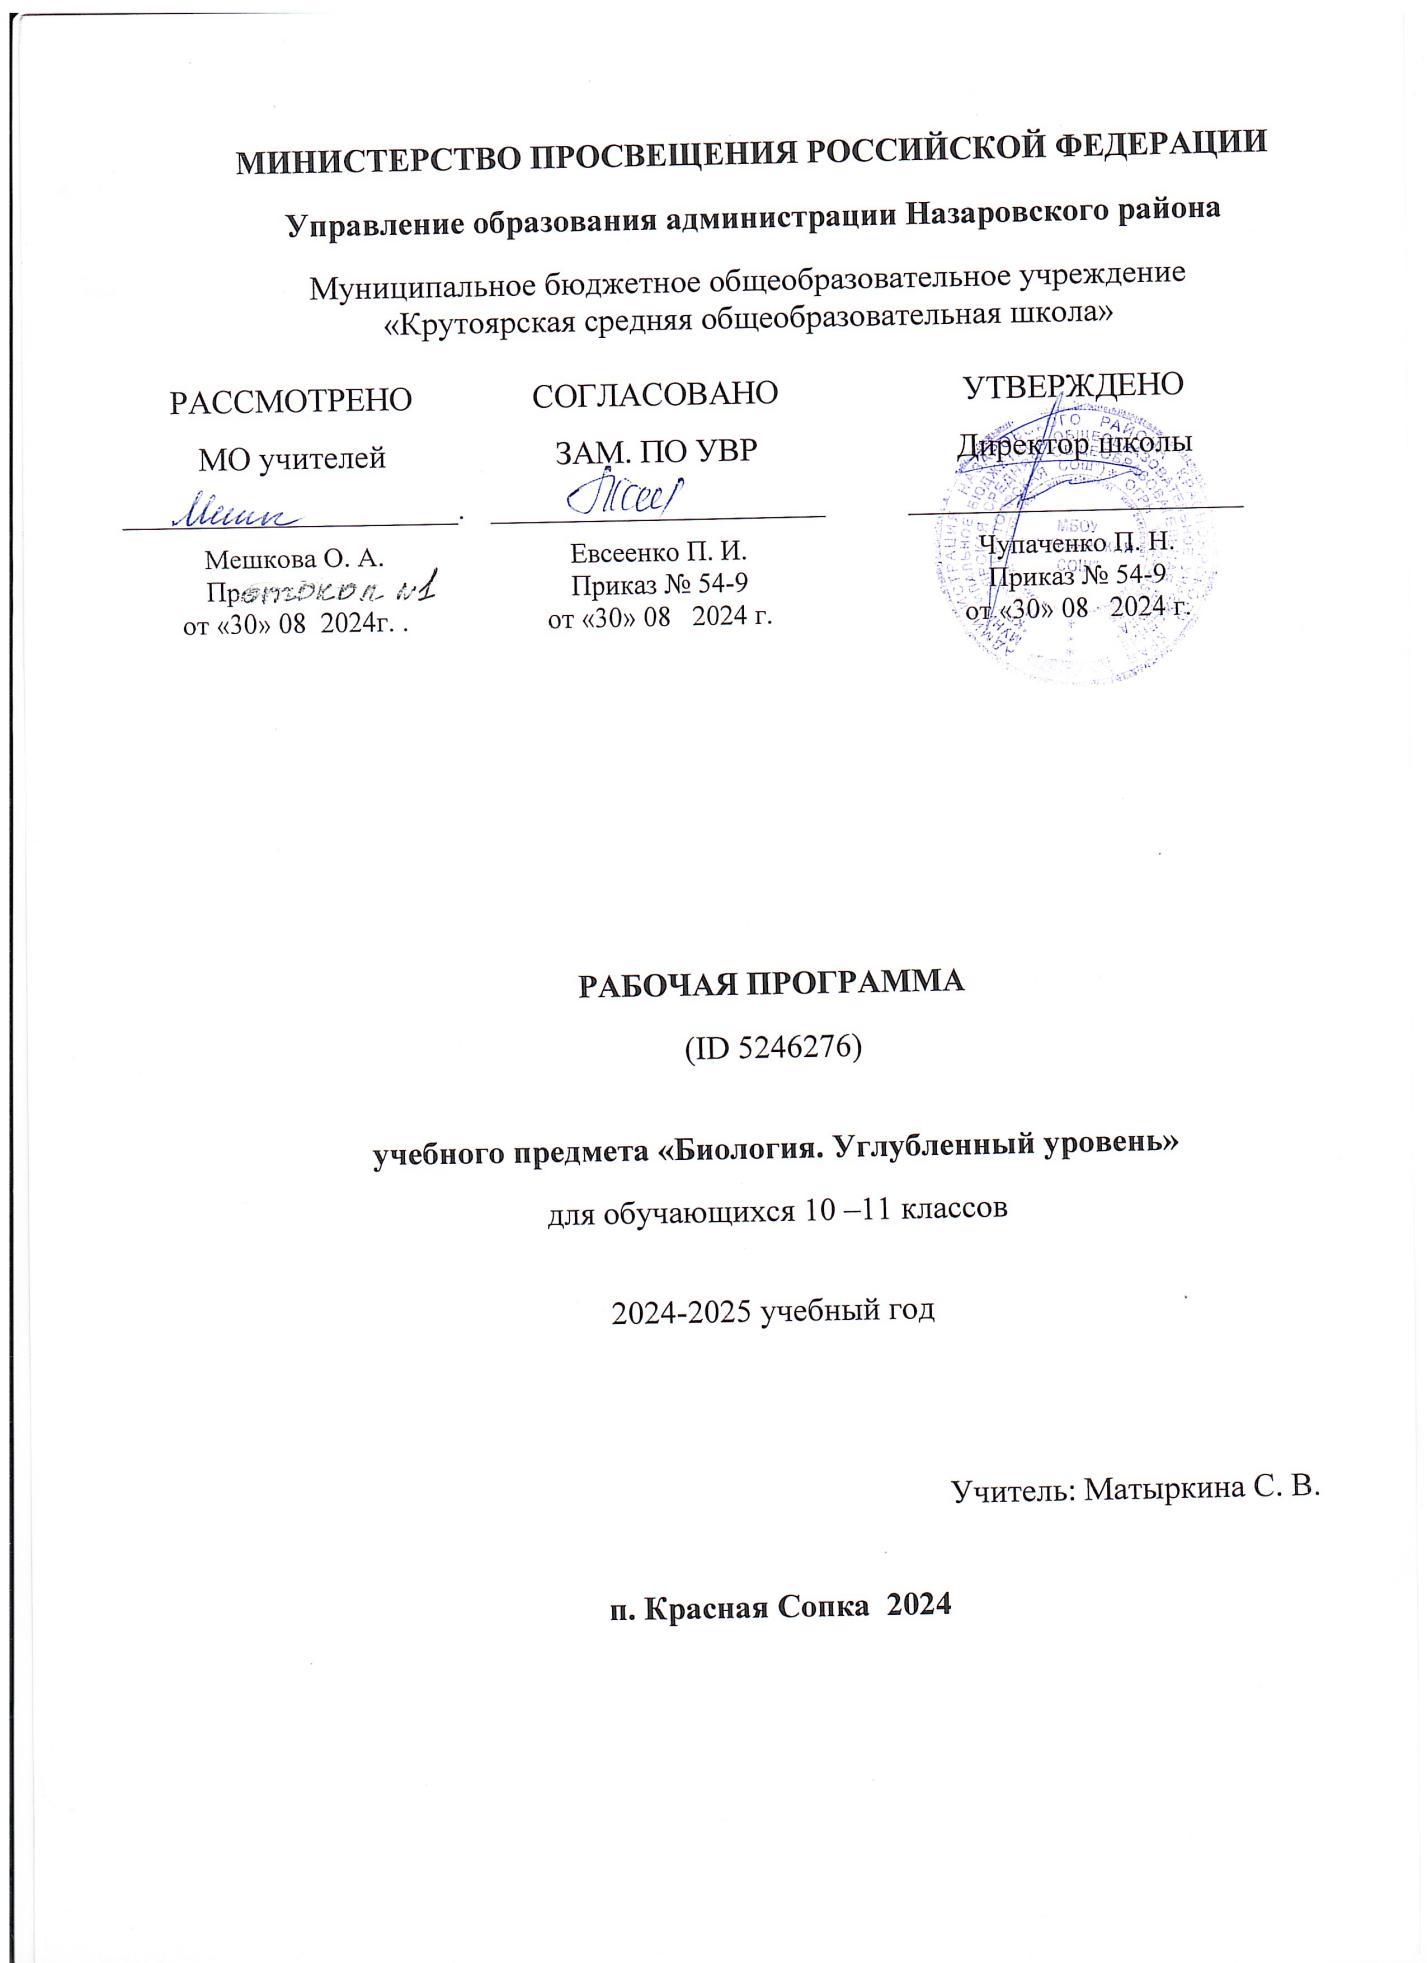 МИНИСТЕРСТВО ПРОСВЕЩЕНИЯ РОССИЙСКОЙ ФЕДЕРАЦИИ
Управление образования администрации Назаровского района
Муниципальное бюджетное общеобразовательное учреждение
«Крутоярская средняя общеобразовательная школа»
РАССМОТРЕНО
МО учителей
Мешкова О. А.
Протокол №1
от «30» 08 2024г. .
СОГЛАСОВАНО
ЗАМ. ПО УВР
Евсеенко П. И.
Приказ № 54-9
от «30» 08 2024 г.
УТВЕРЖДЕНО
Директор школы
Чупаченко П. Н.
Приказ № 54-9
от «30» 08 2024 г.
МБОУ
СОШ
РАБОЧАЯ ПРОГРАММА
(ID 5246276)
учебного предмета «Биология. Углубленный уровень»
для обучающихся 10 –11 классов
2024-2025 учебный год
Учитель: Матыркина С. В.
п. Красная Сопка 2024